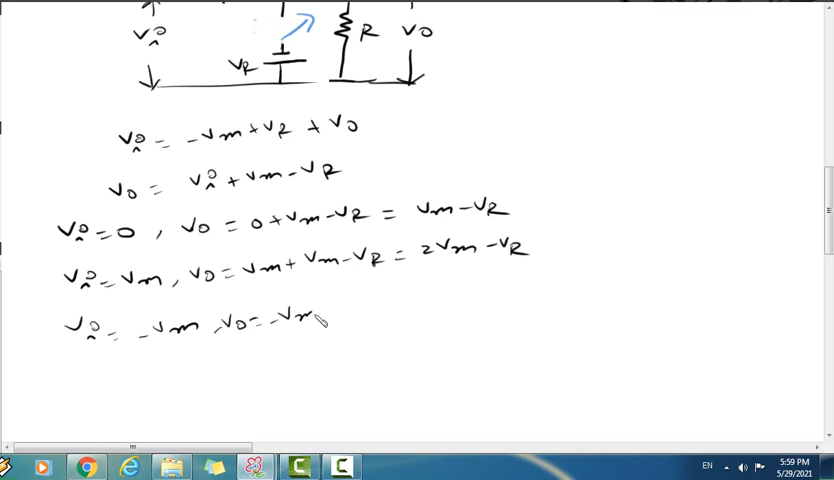 Vi
VR
R
Vo
Vi = -Vm + VR + Vo
Vo = Vi + Vm - VR
Vi = 0, Vo = 0 + Vm - VR = Vm - VR
Vi = Vm, Vo = Vm + Vm - VR = 2Vm - VR
Vi = -Vm, Vo = -Vm
EN
5:59 PM
5/29/2021